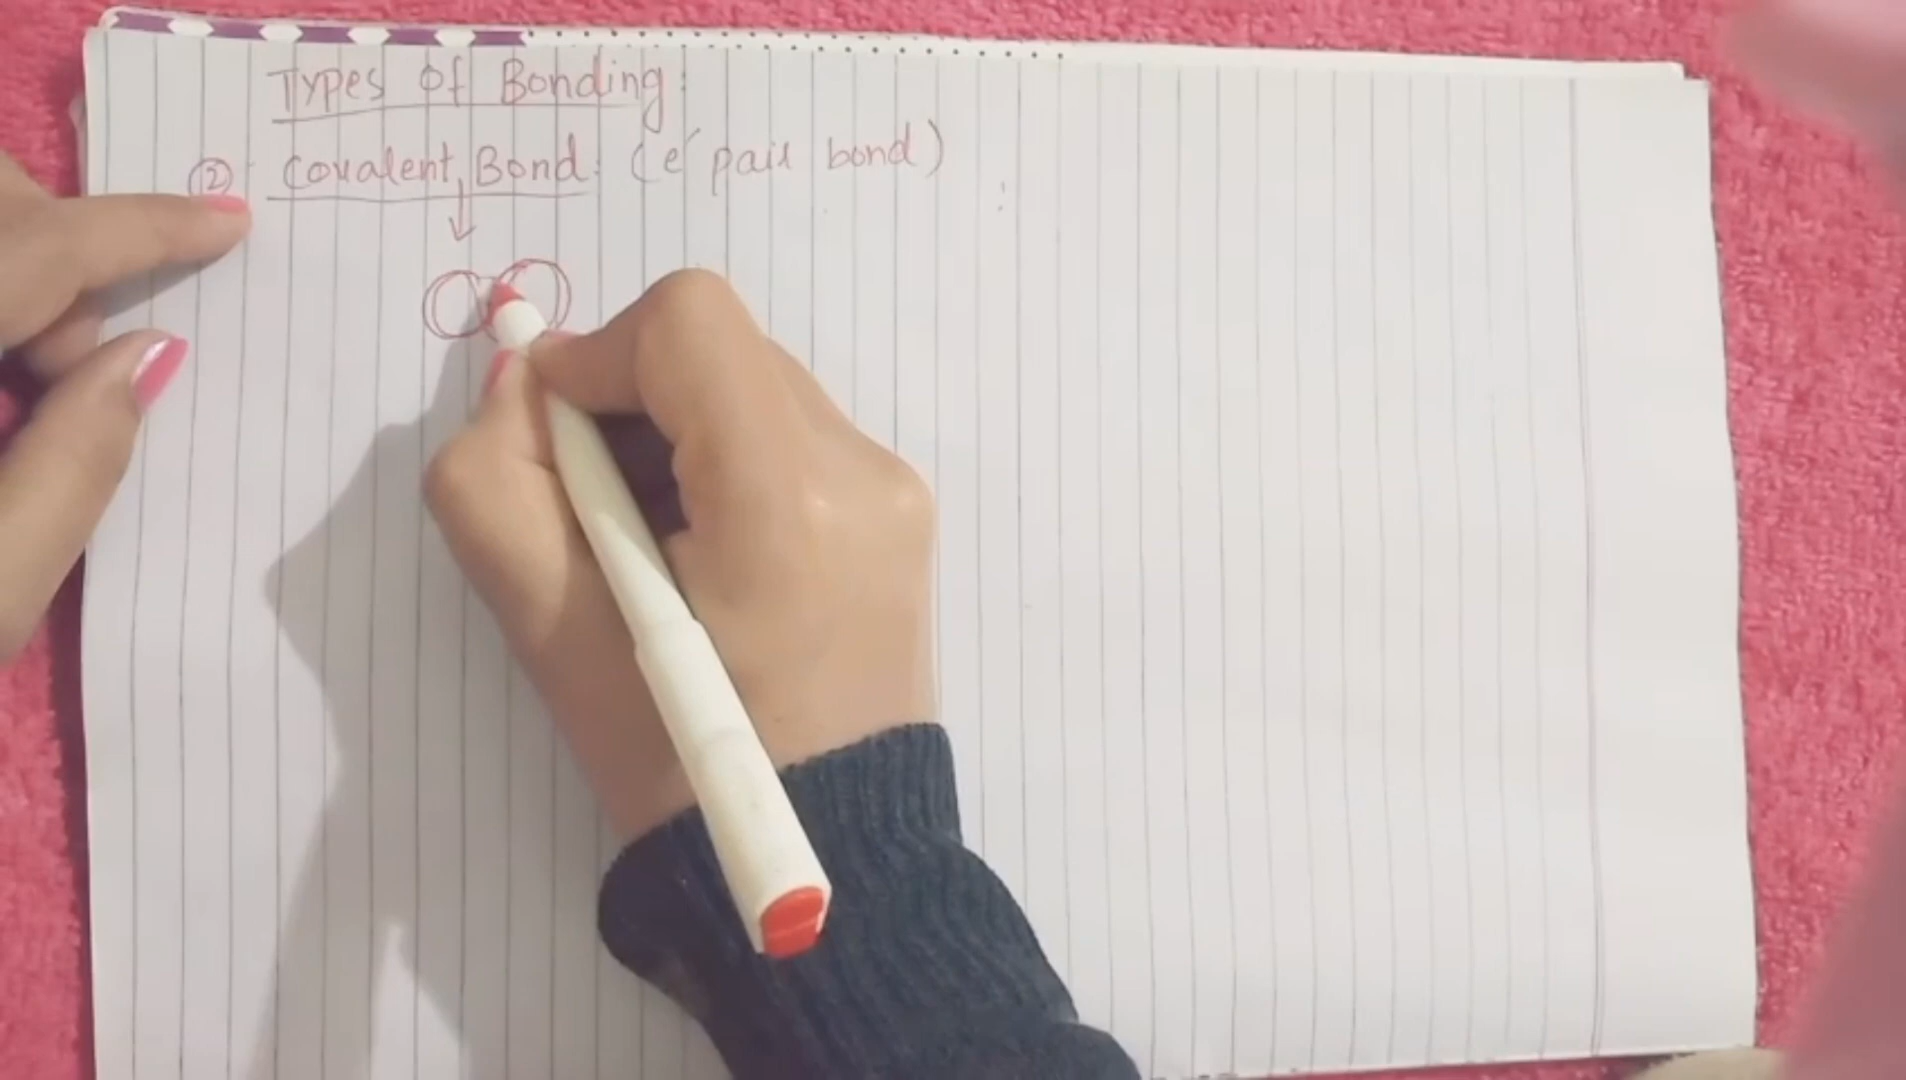 Types Of Bonding:
② Covalent Bond: (e⁻ pair bond)